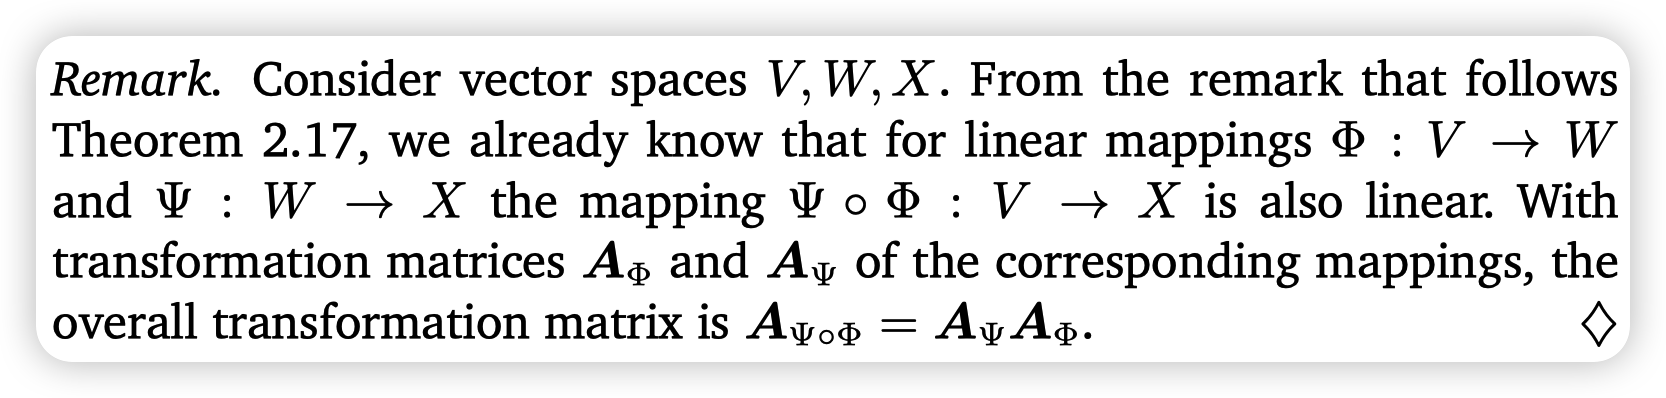 Remark. Consider vector spaces V, W, X. From the remark that follows
Theorem 2.17, we already know that for linear mappings Φ : V → W
and Ψ : W → X the mapping Ψ ∘ Φ : V → X is also linear. With
transformation matrices A_Φ and A_Ψ of the corresponding mappings, the
overall transformation matrix is A_{Ψ∘Φ} = A_Ψ A_Φ. ♢